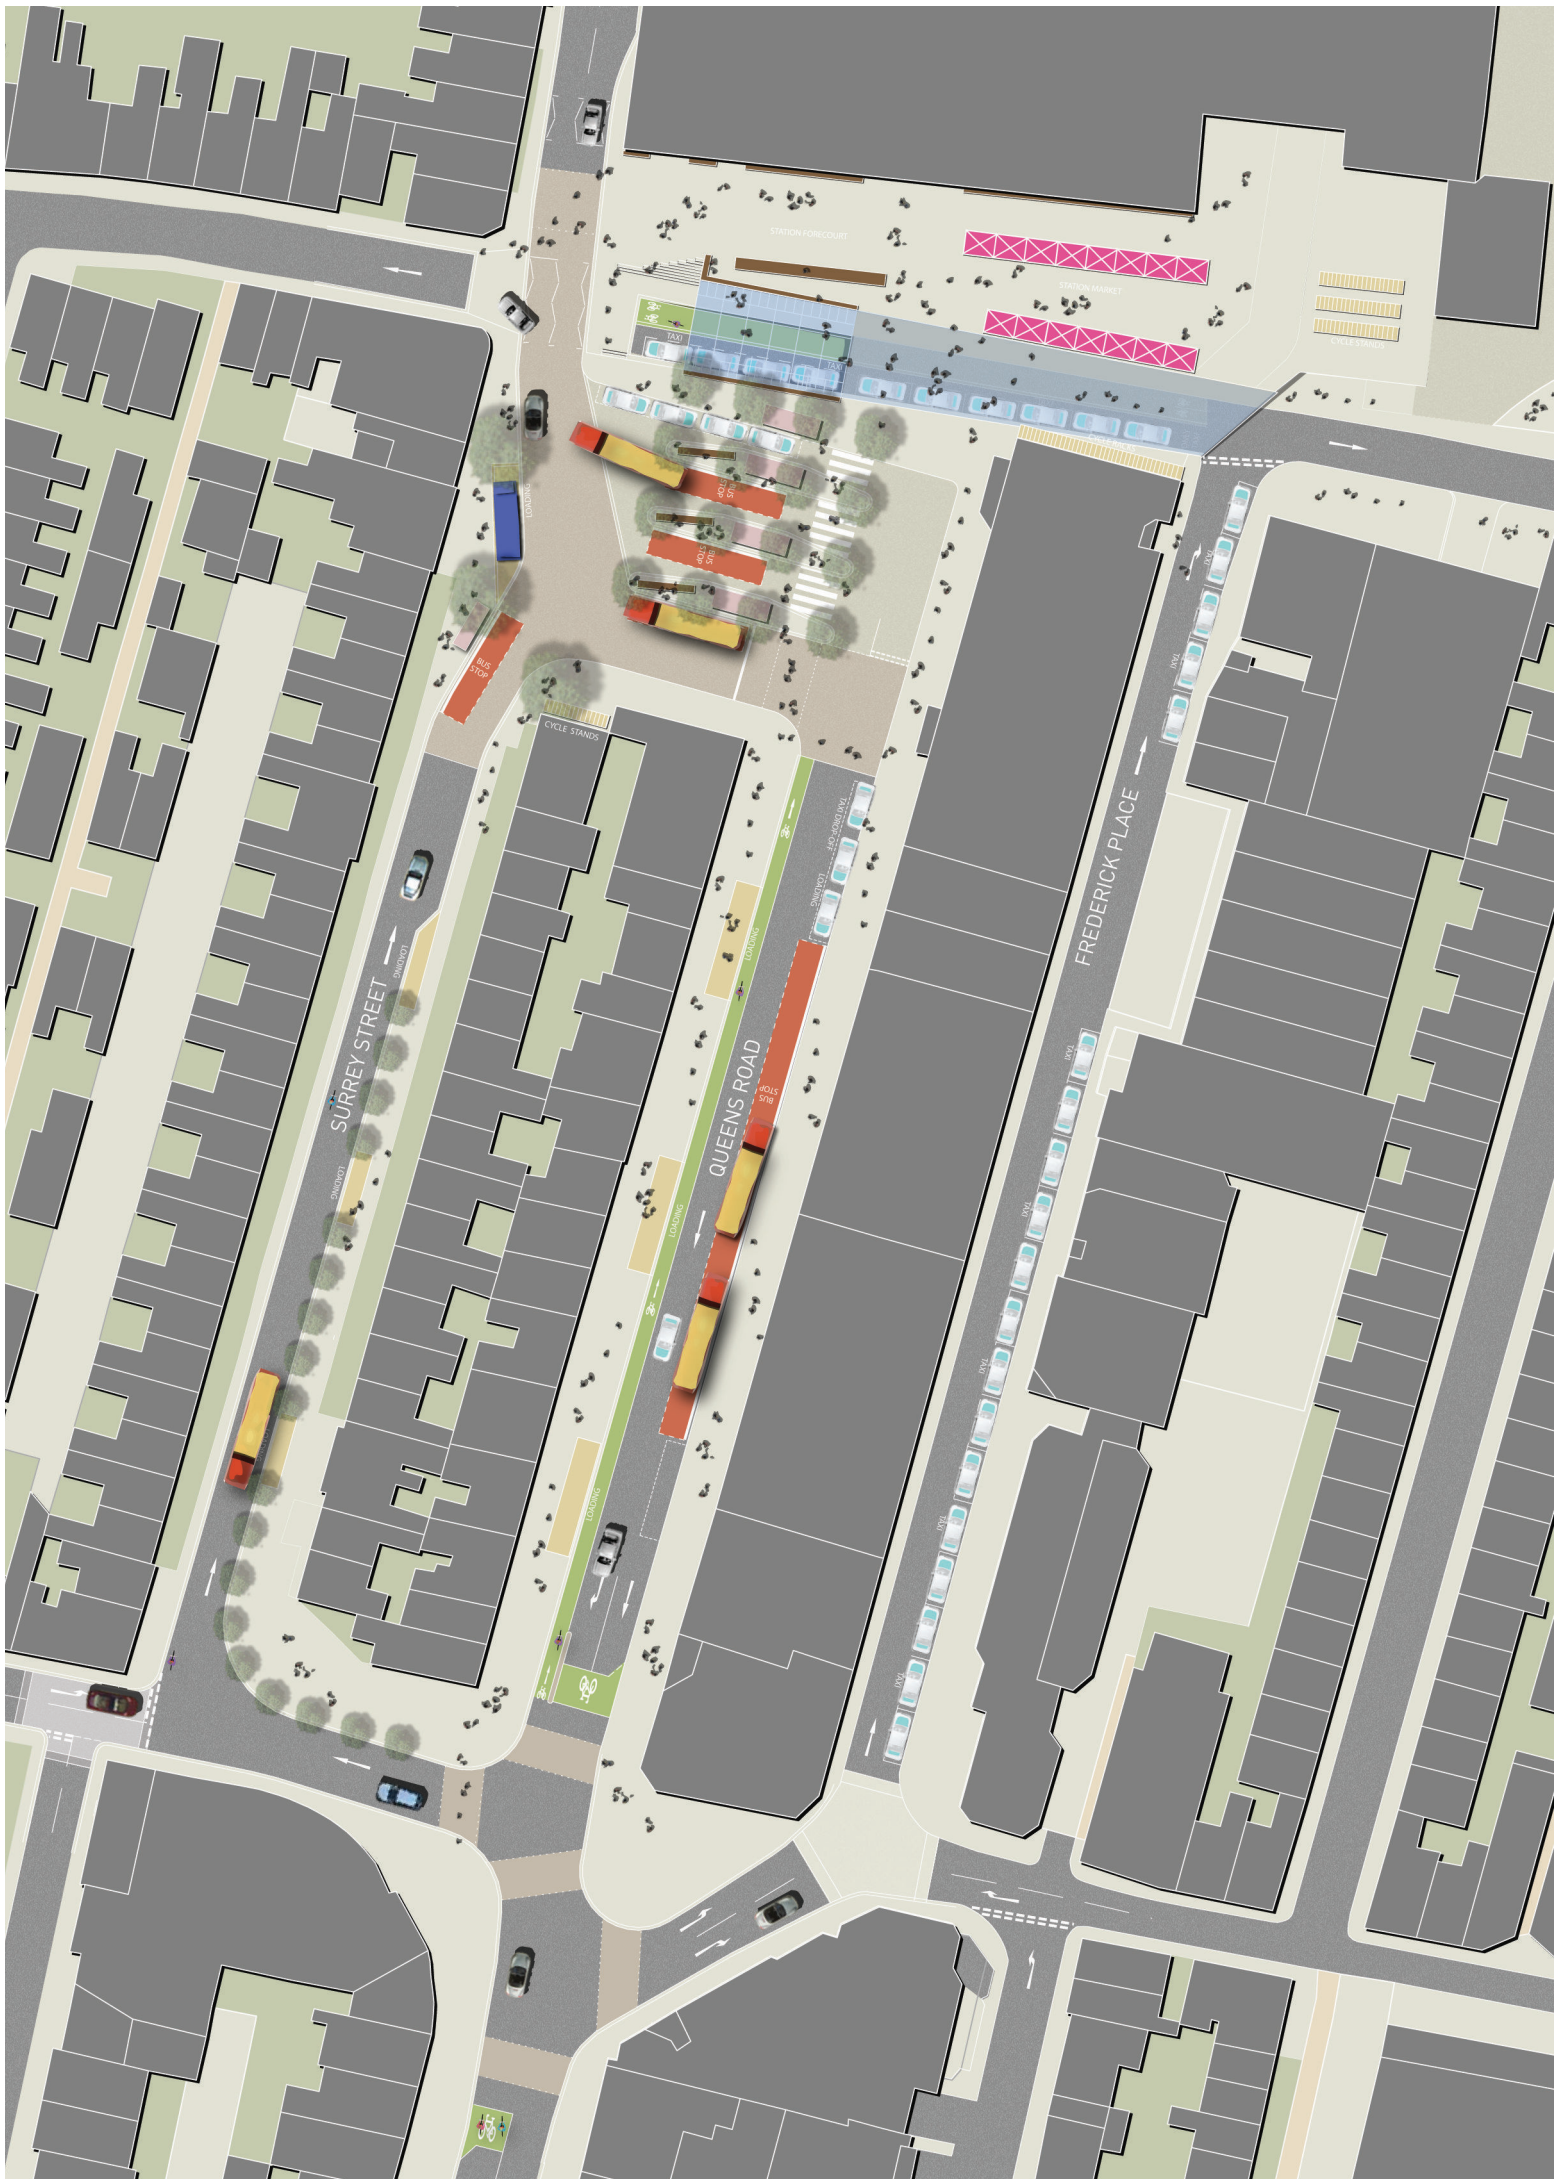 STATION FORECOURT
STATION MARKET
CYCLE STANDS
TAXI
TAXI
LOADING
BUS
STOP
BUS
STOP
BUS
STOP
CYCLE STANDS
TAXI
TAXI
TAXI DROP-OFF
LOADING
FREDERICK PLACE
LOADING
LOADING
SURREY STREET
QUEENS ROAD
BUS
STOP
TAXI
LOADING
LOADING
TAXI
TAXI
LOADING
TAXI
TAXI